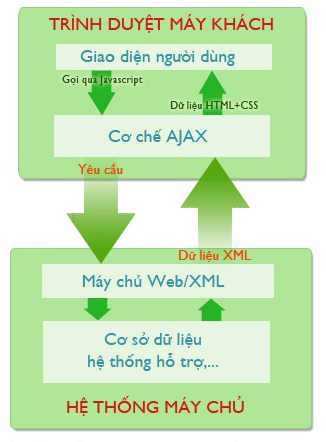 TRÌNH DUYỆT MÁY KHÁCH
Giao diện người dùng
Gọi qua Javascript
Dữ liệu HTML+CSS
Cơ chế AJAX
Yêu cầu
Dữ liệu XML
Máy chủ Web/XML
Cơ sở dữ liệu
hệ thống hỗ trợ,...
HỆ THỐNG MÁY CHỦ